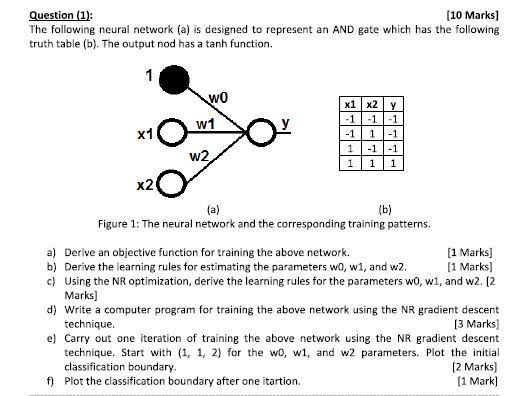 Question (1): [10 Marks]
The following neural network (a) is designed to represent an AND gate which has the following
truth table (b). The output nod has a tanh function.
1
w0
x1 w1 y
w2
x2
x1 x2 y
-1 -1 -1
-1 1 -1
1 -1 -1
1 1 1
(a) (b)
Figure 1: The neural network and the corresponding training patterns.
a) Derive an objective function for training the above network. [1 Marks]
b) Derive the learning rules for estimating the parameters w0, w1, and w2. [1 Marks]
c) Using the NR optimization, derive the learning rules for the parameters w0, w1, and w2. [2
Marks]
d) Write a computer program for training the above network using the NR gradient descent
technique. [3 Marks]
e) Carry out one iteration of training the above network using the NR gradient descent
technique. Start with (1, 1, 2) for the w0, w1, and w2 parameters. Plot the initial
classification boundary. [2 Marks]
f) Plot the classification boundary after one itartion. [1 Mark]